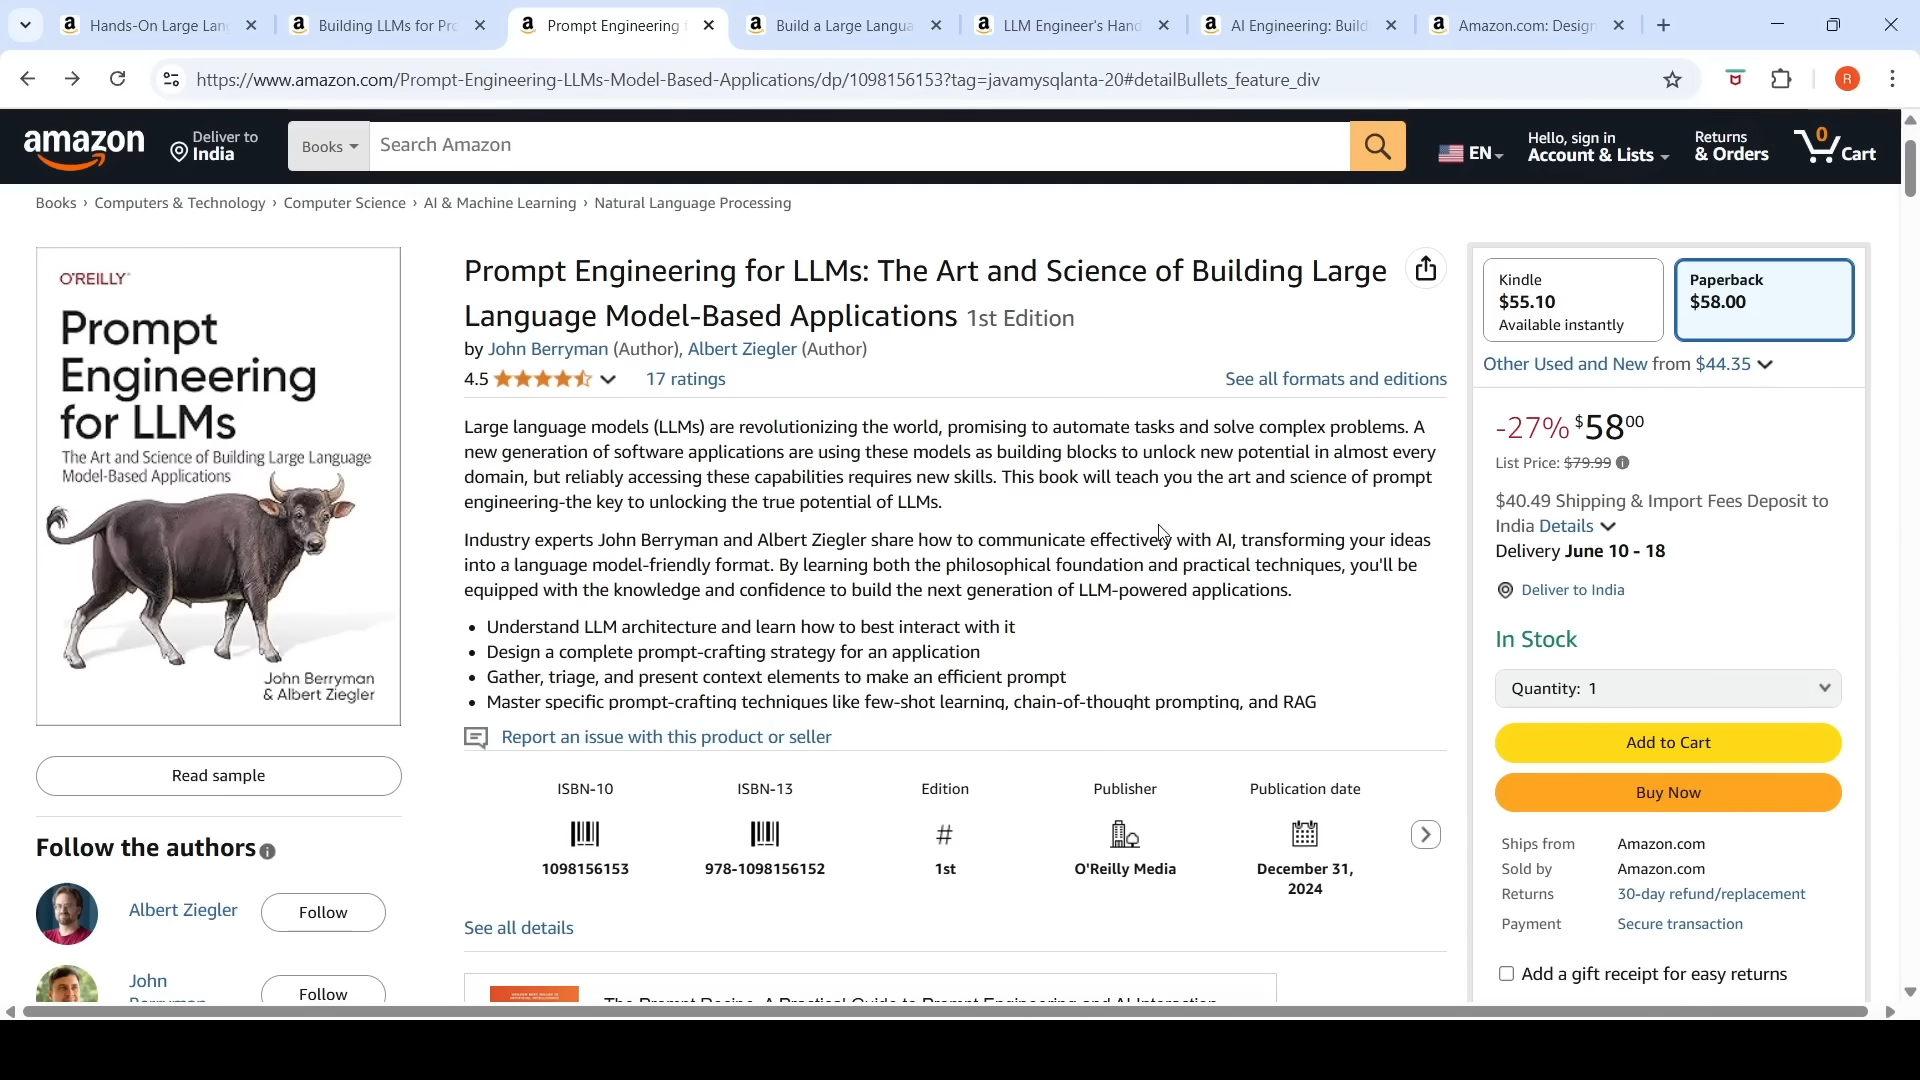 Hands-On Large Lan
Building LLMs for Pro
Prompt Engineering f
Build a Large Langua
LLM Engineer's Hand
AI Engineering: Build
Amazon.com: Design
https://www.amazon.com/Prompt-Engineering-LLMs-Model-Based-Applications/dp/1098156153?tag=javamysqlanta-20#detailBullets_feature_div
R
amazon
Deliver to
India
Books
Search Amazon
EN
Hello, sign in
Account & Lists
Returns
& Orders
0
Cart
Books › Computers & Technology › Computer Science › AI & Machine Learning › Natural Language Processing
O'REILLY
Prompt
Engineering
for LLMs
The Art and Science of Building Large Language
Model-Based Applications
John Berryman
& Albert Ziegler
Read sample
Follow the authors
Albert Ziegler
Follow
John
Follow
Prompt Engineering for LLMs: The Art and Science of Building Large
Language Model-Based Applications 1st Edition
by John Berryman (Author), Albert Ziegler (Author)
4.5
17 ratings
See all formats and editions
Large language models (LLMs) are revolutionizing the world, promising to automate tasks and solve complex problems. A
new generation of software applications are using these models as building blocks to unlock new potential in almost every
domain, but reliably accessing these capabilities requires new skills. This book will teach you the art and science of prompt
engineering-the key to unlocking the true potential of LLMs.
Industry experts John Berryman and Albert Ziegler share how to communicate effectively with AI, transforming your ideas
into a language model-friendly format. By learning both the philosophical foundation and practical techniques, you'll be
equipped with the knowledge and confidence to build the next generation of LLM-powered applications.
• Understand LLM architecture and learn how to best interact with it
• Design a complete prompt-crafting strategy for an application
• Gather, triage, and present context elements to make an efficient prompt
• Master specific prompt-crafting techniques like few-shot learning, chain-of-thought prompting, and RAG
Report an issue with this product or seller
ISBN-10
1098156153
ISBN-13
978-1098156152
Edition
#
1st
Publisher
O'Reilly Media
Publication date
December 31,
2024
See all details
The Prompt Recipe: A Practical Guide to Prompt Engineering and AI Interaction
Kindle
$55.10
Available instantly
Paperback
$58.00
Other Used and New from $44.35
-27% $58 00
List Price: $79.99
$40.49 Shipping & Import Fees Deposit to
India Details
Delivery June 10 - 18
Deliver to India
In Stock
Quantity: 1
Add to Cart
Buy Now
Ships from Amazon.com
Sold by Amazon.com
Returns 30-day refund/replacement
Payment Secure transaction
Add a gift receipt for easy returns